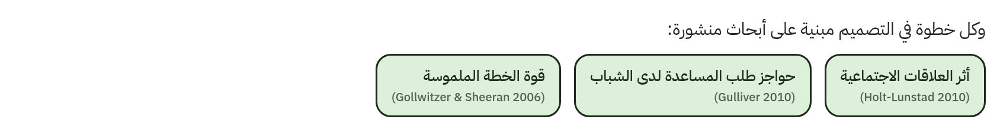 وكل خطوة في التصميم مبنية على أبحاث منشورة:
أثر العلاقات الاجتماعية
(Holt-Lunstad 2010)
حواجز طلب المساعدة لدى الشباب
(Gulliver 2010)
قوة الخطة الملموسة
(Gollwitzer & Sheeran 2006)